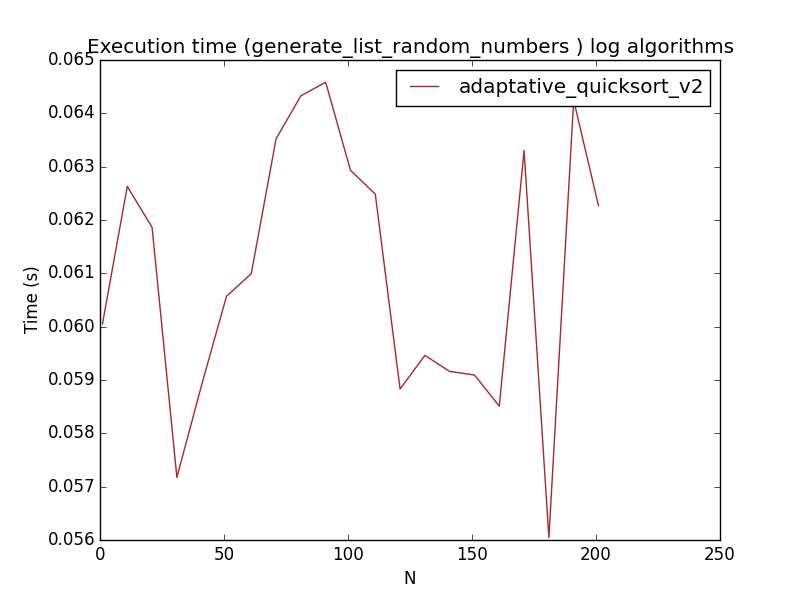 Execution time (generate_list_random_numbers ) log algorithms
adaptative_quicksort_v2
0.065
0.064
0.063
0.062
0.061
0.060
0.059
0.058
0.057
0.056
Time (s)
0 50 100 150 200 250
N